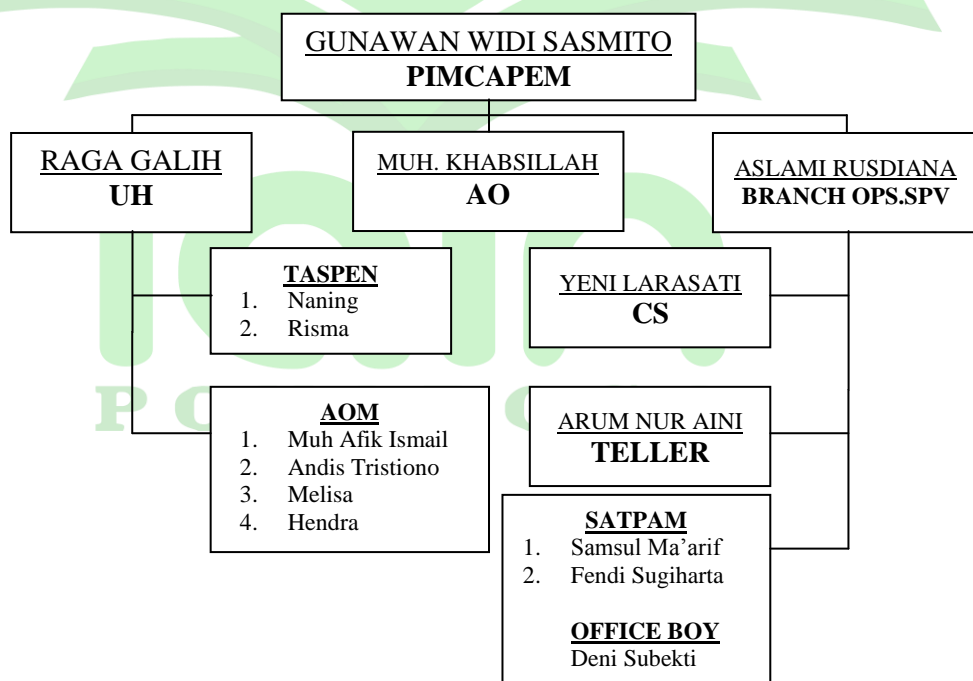 GUNAWAN WIDI SASMITO
PIMCAPEM
RAGA GALIH
UH
MUH. KHABSILLAH
AO
ASLAMI RUSDIANA
BRANCH OPS.SPV
TASPEN
1. Naning
2. Risma
YENI LARASATI
CS
AOM
1. Muh Afik Ismail
2. Andis Tristiono
3. Melisa
4. Hendra
ARUM NUR AINI
TELLER
SATPAM
1. Samsul Ma’arif
2. Fendi Sugiharta
OFFICE BOY
Deni Subekti